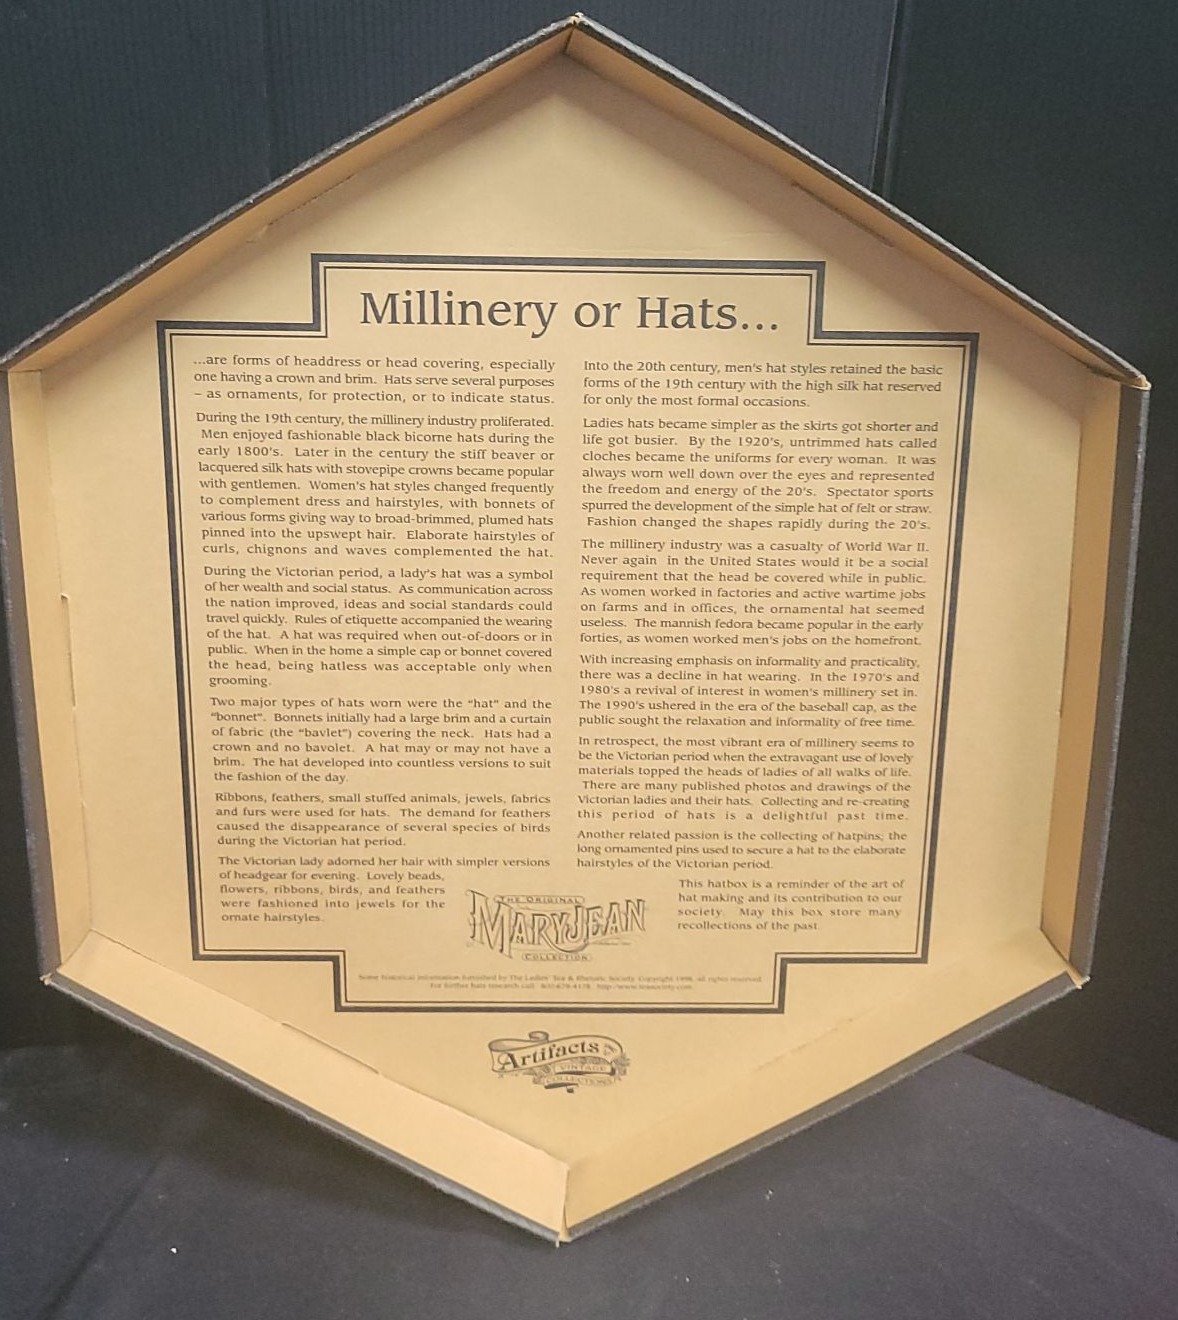 Millinery or Hats...
...are forms of headdress or head covering, especially
one having a crown and brim. Hats serve several purposes
– as ornaments, for protection, or to indicate status.
During the 19th century, the millinery industry proliferated.
Men enjoyed fashionable black bicorne hats during the
early 1800's. Later in the century the stiff beaver or
lacquered silk hats with stovepipe crowns became popular
with gentlemen. Women's hat styles changed frequently
to complement dress and hairstyles, with bonnets of
various forms giving way to broad-brimmed, plumed hats
pinned into the upswept hair. Elaborate hairstyles of
curls, chignons and waves complemented the hat.
During the Victorian period, a lady's hat was a symbol
of her wealth and social status. As communication across
the nation improved, ideas and social standards could
travel quickly. Rules of etiquette accompanied the wearing
of the hat. A hat was required when out-of-doors or in
public. When in the home a simple cap or bonnet covered
the head, being hatless was acceptable only when
grooming.
Two major types of hats worn were the "hat" and the
"bonnet". Bonnets initially had a large brim and a curtain
of fabric (the "bavlet") covering the neck. Hats had a
crown and no bavolet. A hat may or may not have a
brim. The hat developed into countless versions to suit
the fashion of the day.
Ribbons, feathers, small stuffed animals, jewels, fabrics
and furs were used for hats. The demand for feathers
caused the disappearance of several species of birds
during the Victorian hat period.
The Victorian lady adorned her hair with simpler versions
of headgear for evening. Lovely beads,
flowers, ribbons, birds, and feathers
were fashioned into jewels for the
ornate hairstyles.
Into the 20th century, men's hat styles retained the basic
forms of the 19th century with the high silk hat reserved
for only the most formal occasions.
Ladies hats became simpler as the skirts got shorter and
life got busier. By the 1920's, untrimmed hats called
cloches became the uniforms for every woman. It was
always worn well down over the eyes and represented
the freedom and energy of the 20's. Spectator sports
spurred the development of the simple hat of felt or straw.
Fashion changed the shapes rapidly during the 20's.
The millinery industry was a casualty of World War II.
Never again in the United States would it be a social
requirement that the head be covered while in public.
As women worked in factories and active wartime jobs
on farms and in offices, the ornamental hat seemed
useless. The mannish fedora became popular in the early
forties, as women worked men's jobs on the homefront.
With increasing emphasis on informality and practicality,
there was a decline in hat wearing. In the 1970's and
1980's a revival of interest in women's millinery set in.
The 1990's ushered in the era of the baseball cap, as the
public sought the relaxation and informality of free time.
In retrospect, the most vibrant era of millinery seems to
be the Victorian period when the extravagant use of lovely
materials topped the heads of ladies of all walks of life.
There are many published photos and drawings of the
Victorian ladies and their hats. Collecting and re-creating
this period of hats is a delightful past time.
Another related passion is the collecting of hatpins; the
long ornamented pins used to secure a hat to the elaborate
hairstyles of the Victorian period.
This hatbox is a reminder of the art of
hat making and its contribution to our
society. May this box store many
recollections of the past.
THE ORIGINAL
MARYJEAN
COLLECTION
Some historical information furnished by The Ladies' Tea & Rhetoric Society. Copyright 1998, all rights reserved
For further hats research call
Artifacts
VINTAGE
COLLECTIONS